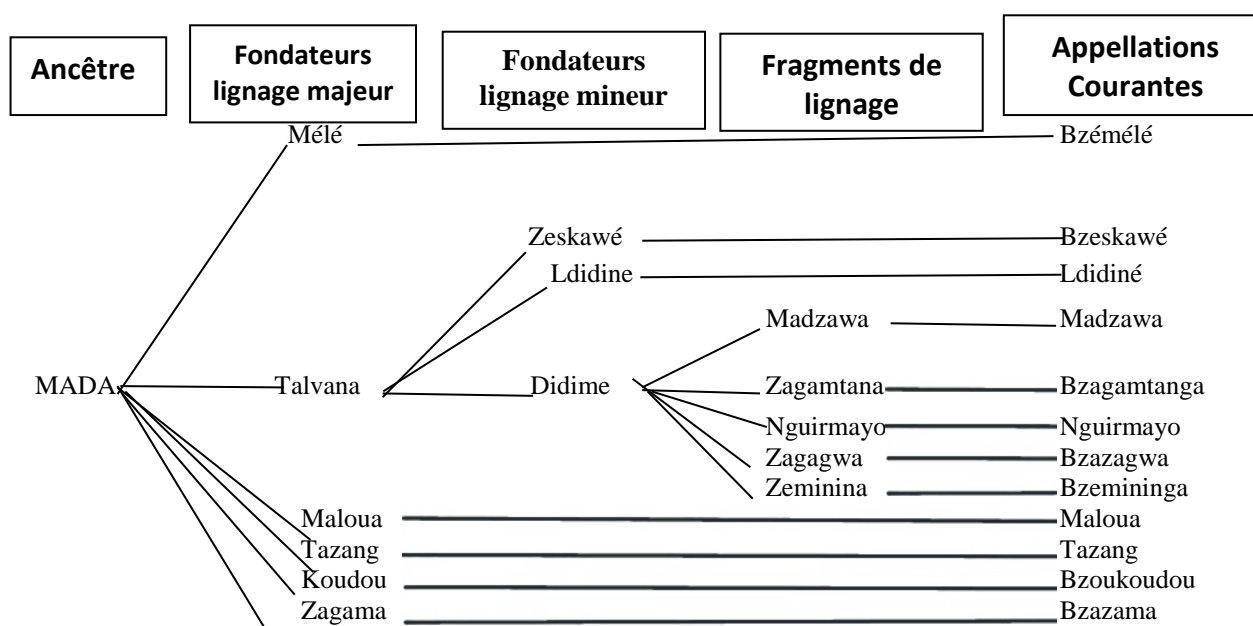 Ancêtre
Fondateurs
lignage majeur
Fondateurs
lignage mineur
Fragments de
lignage
Appellations
Courantes
Mélé Bzémélé
Zeskawé Bzeskawé
Ldidine Ldidiné
Madzawa Madzawa
MADA Talvana Didime Zagamtana Bzagamtanga
Nguirmayo Nguirmayo
Zagagwa Bzazagwa
Zeminina Bzemininga
Maloua Maloua
Tazang Tazang
Koudou Bzoukoudou
Zagama Bzazama